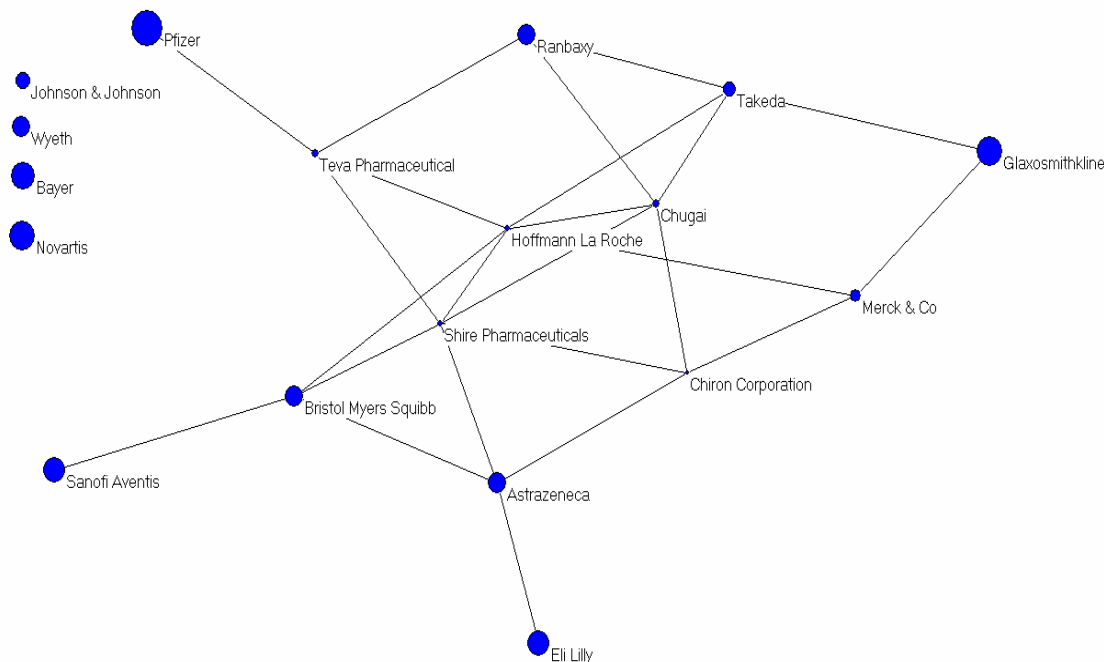 Pfizer
Ranbaxy
Johnson & Johnson
Takeda
Wyeth
Teva Pharmaceutical
Glaxosmithkline
Bayer
Chugai
Hoffmann La Roche
Novartis
Merck & Co
Shire Pharmaceuticals
Chiron Corporation
Bristol Myers Squibb
Sanofi Aventis
Astrazeneca
Eli Lilly